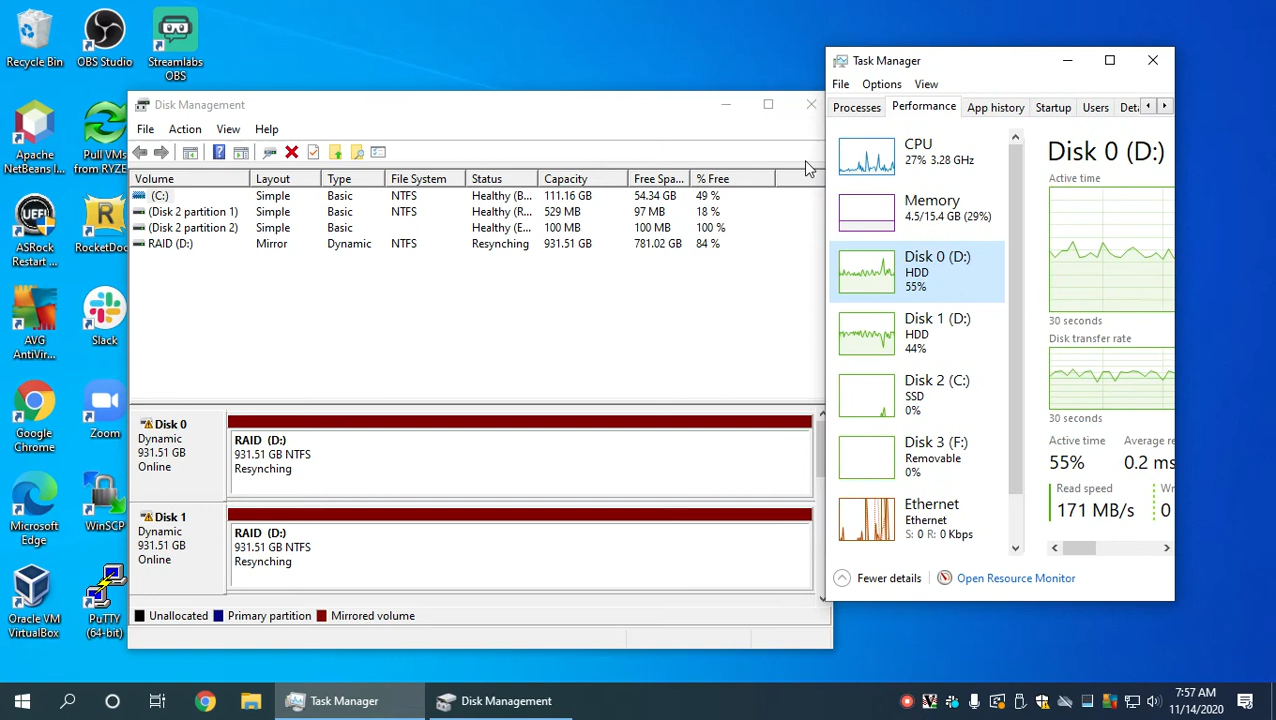 Recycle Bin
OBS Studio
Streamlabs
OBS
Apache
NetBeans I...
Pull VMs
from RYZE...
UEFI
ASRock
Restart ...
RocketDoc...
AVG
AntiVir...
Slack
Google
Chrome
Zoom
Microsoft
Edge
WinSCP
Oracle VM
VirtualBox
PuTTY
(64-bit)
Disk Management
File Action View Help
Volume Layout Type File System Status Capacity Free Spa... % Free
(C:) Simple Basic NTFS Healthy (B... 111.16 GB 54.34 GB 49 %
(Disk 2 partition 1) Simple Basic Healthy (R... 529 MB 97 MB 18 %
(Disk 2 partition 2) Simple Basic Healthy (E... 100 MB 100 MB 100 %
RAID (D:) Mirror Dynamic NTFS Resynching 931.51 GB 781.02 GB 84 %
Disk 0
Dynamic
931.51 GB
Online
RAID (D:)
931.51 GB NTFS
Resynching
Disk 1
Dynamic
931.51 GB
Online
RAID (D:)
931.51 GB NTFS
Resynching
Unallocated Primary partition Mirrored volume
Task Manager
File Options View
Processes Performance App history Startup Users Deta
CPU
27% 3.28 GHz
Memory
4.5/15.4 GB (29%)
Disk 0 (D:)
HDD
55%
Disk 1 (D:)
HDD
44%
Disk 2 (C:)
SSD
0%
Disk 3 (F:)
Removable
0%
Ethernet
Ethernet
S: 0 R: 0 Kbps
Disk 0 (D:)
Active time
30 seconds
Disk transfer rate
30 seconds
Active time Average re
55% 0.2 ms
Read speed Wr
171 MB/s 0
Fewer details Open Resource Monitor
Task Manager Disk Management
7:57 AM
11/14/2020